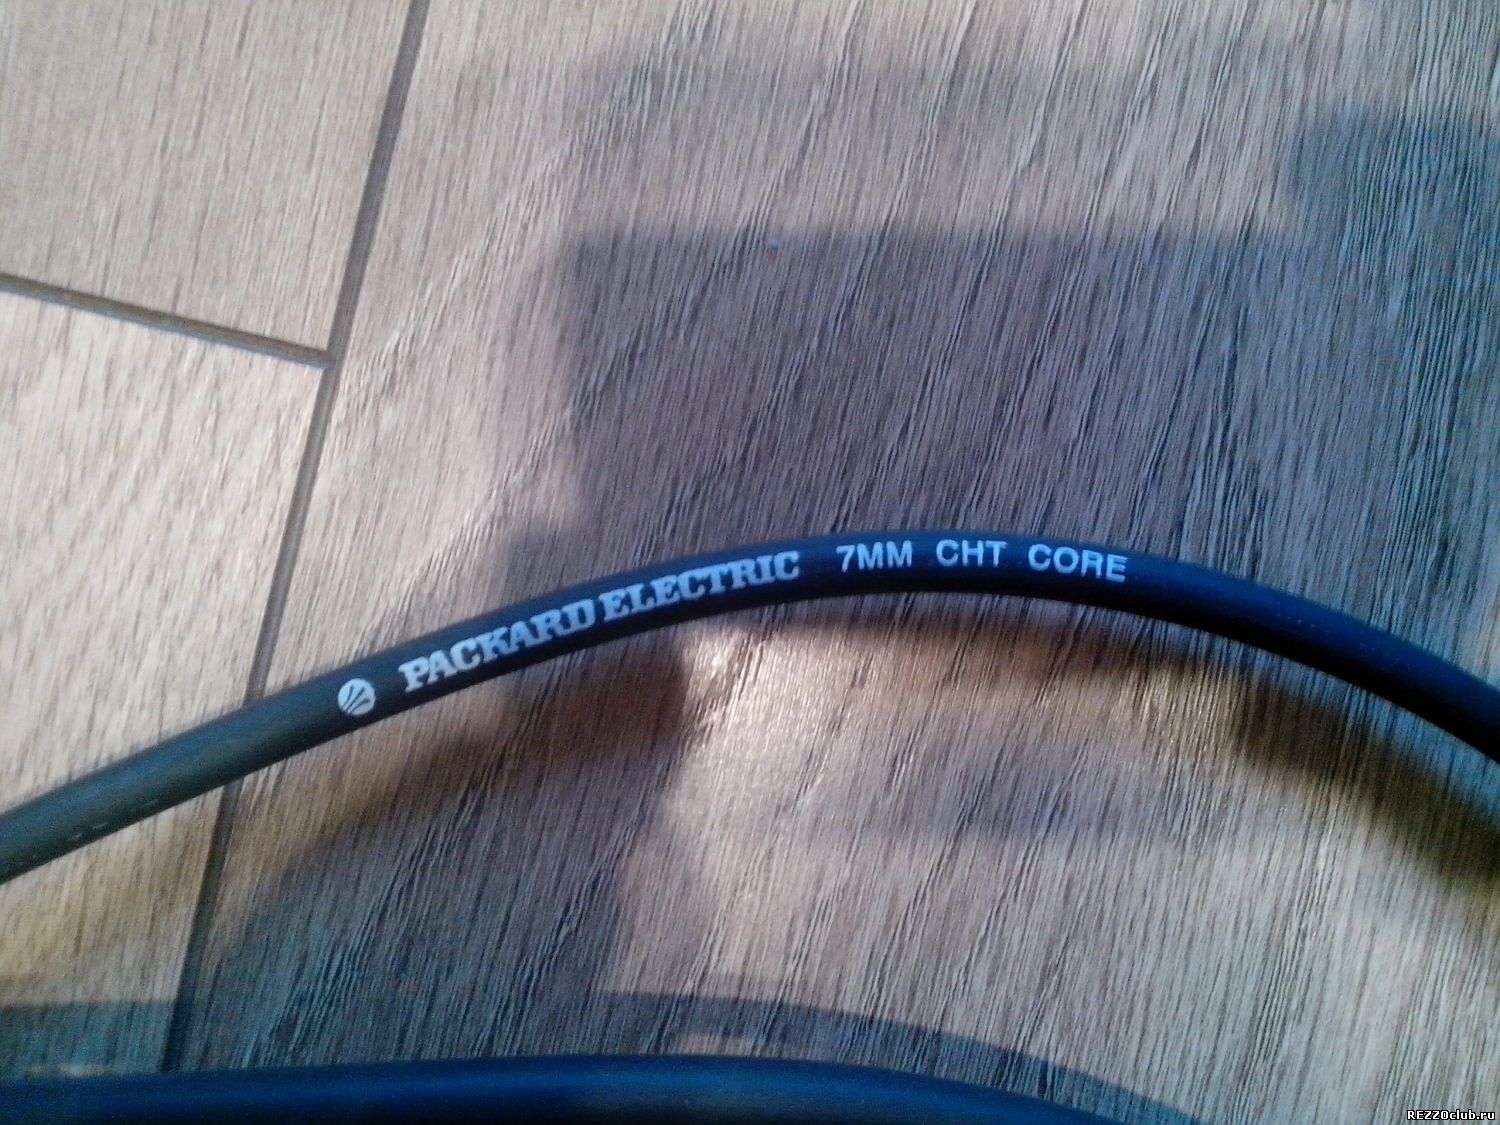 PACKARD ELECTRIC 7MM CHT CORE
REZZOclub.ru